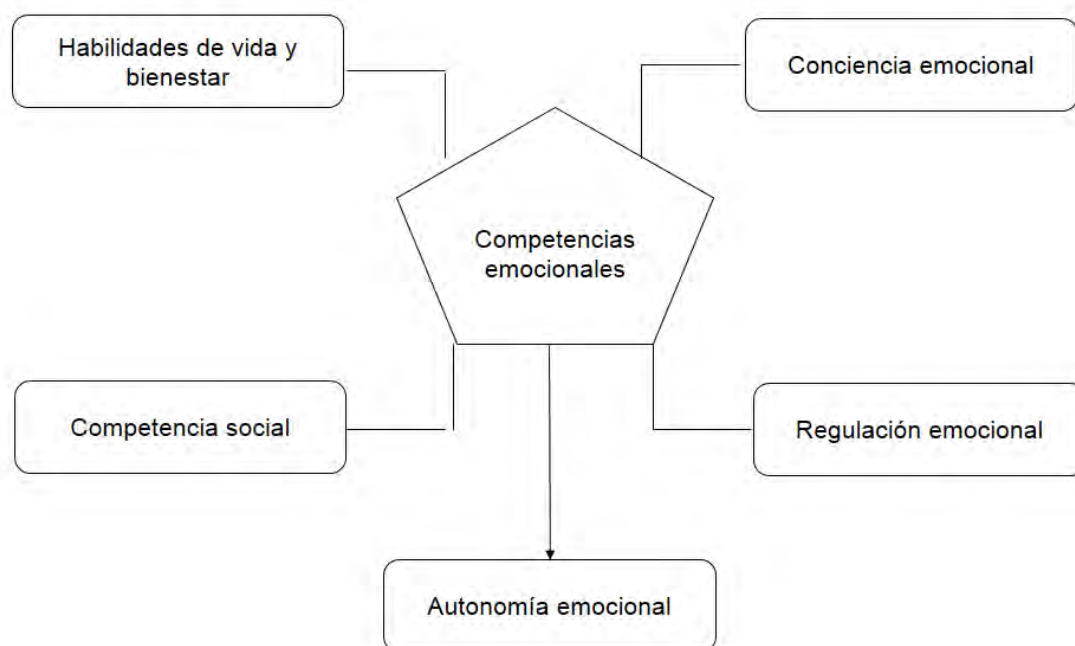 Habilidades de vida y
bienestar
Conciencia emocional
Competencias
emocionales
Competencia social
Regulación emocional
Autonomía emocional